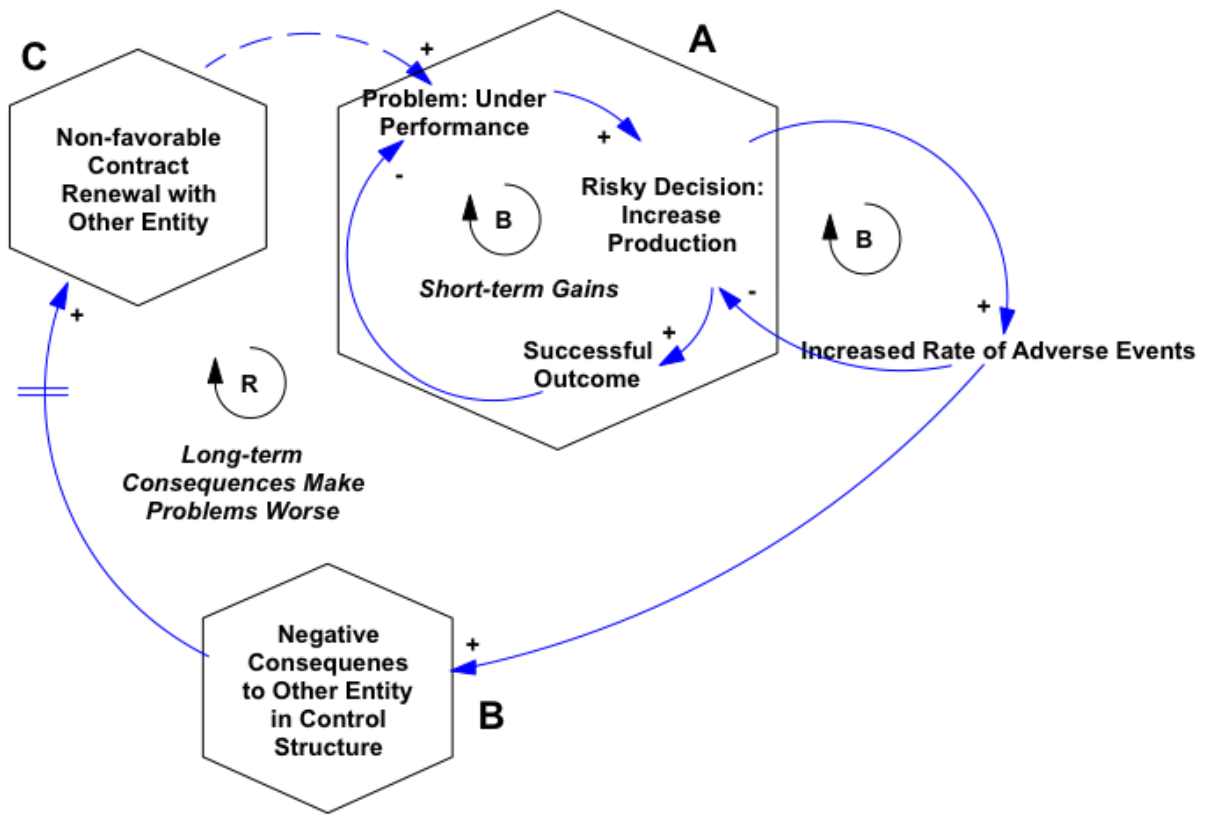 C
Non-favorable
Contract
Renewal with
Other Entity
+
A
Problem: Under
Performance
+
-
B
Risky Decision:
Increase
Production
Short-term Gains
+
Successful
Outcome
B
-
+
Increased Rate of Adverse Events
+
R
Long-term
Consequences Make
Problems Worse
Negative
Consequenes
to Other Entity
in Control
Structure
+
B